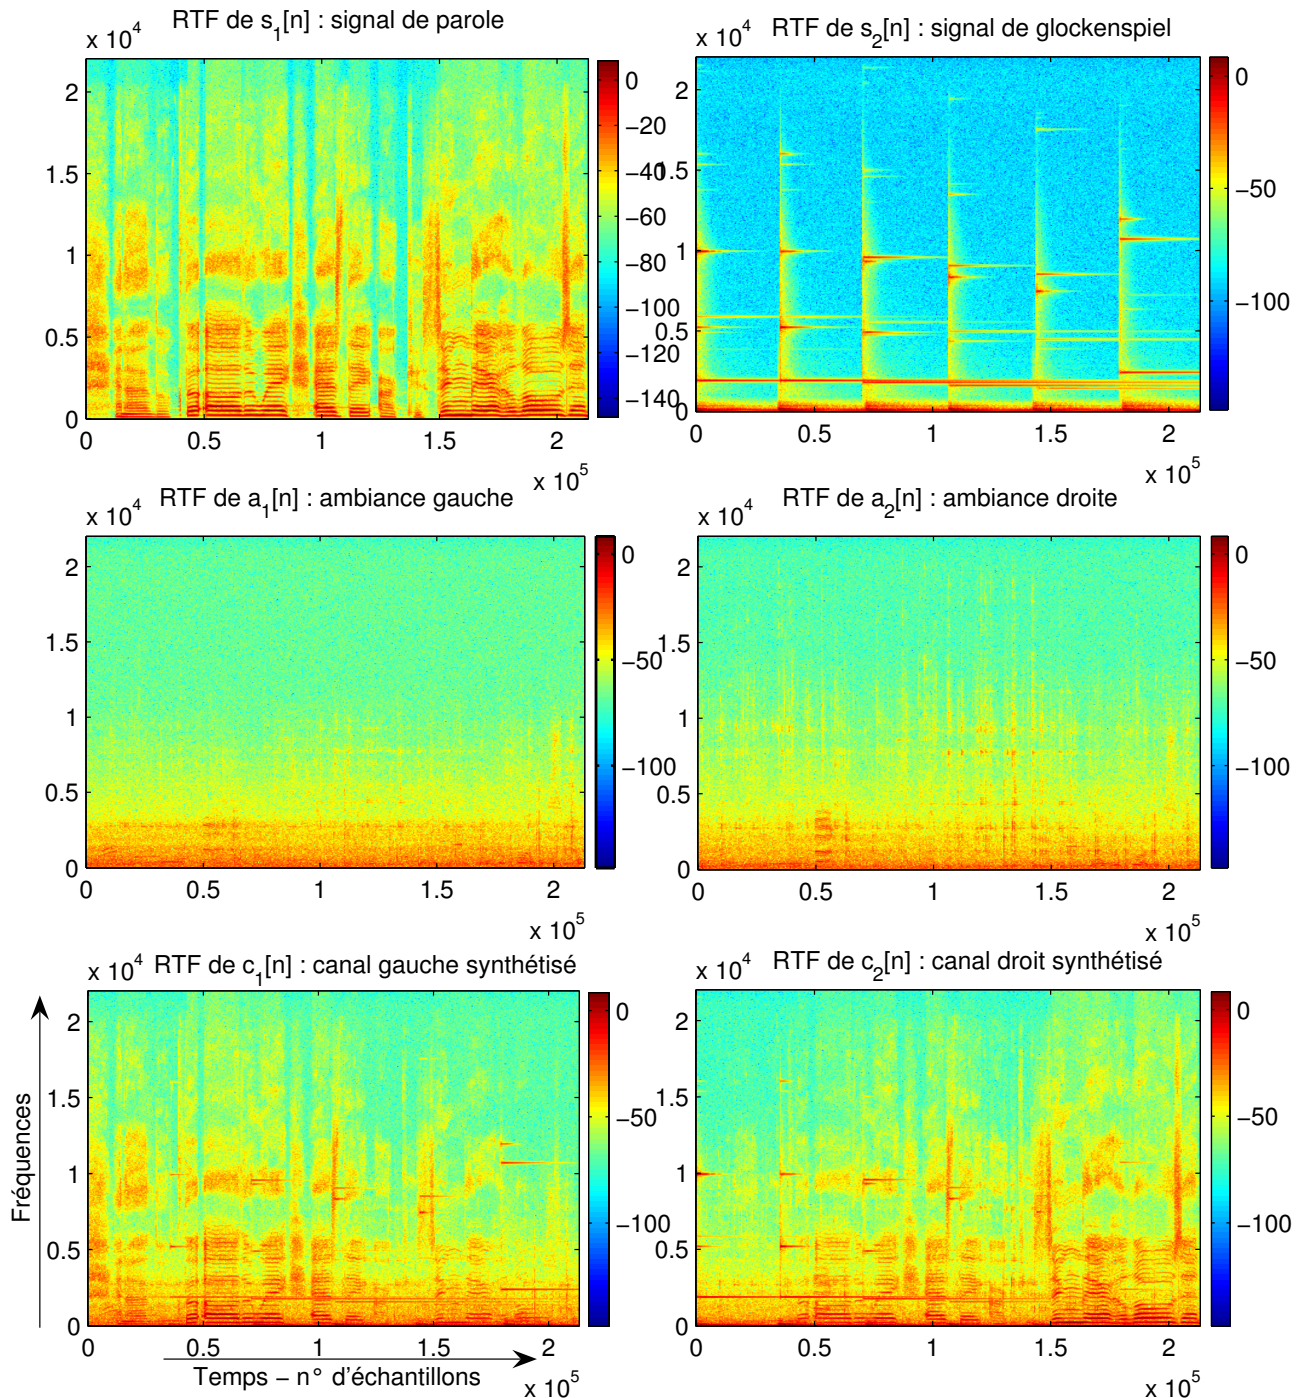 RTF de s1[n] : signal de parole
x 10^4
2
1.5
1
0.5
0
0 0.5 1 1.5 2
x 10^5
0
−20
−40
−60
−80
−100
−120
−140
RTF de s2[n] : signal de glockenspiel
x 10^4
2
1.5
1
0.5
0
0 0.5 1 1.5 2
x 10^5
0
−50
−100
RTF de a1[n] : ambiance gauche
x 10^4
2
1.5
1
0.5
0
0 0.5 1 1.5 2
x 10^5
0
−50
−100
RTF de a2[n] : ambiance droite
x 10^4
2
1.5
1
0.5
0
0 0.5 1 1.5 2
x 10^5
0
−50
−100
RTF de c1[n] : canal gauche synthétisé
x 10^4
2
1.5
1
0.5
0
0 0.5 1 1.5 2
x 10^5
0
−50
−100
Fréquences
Temps − n° d'échantillons
RTF de c2[n] : canal droit synthétisé
x 10^4
2
1.5
1
0.5
0
0 0.5 1 1.5 2
x 10^5
0
−50
−100